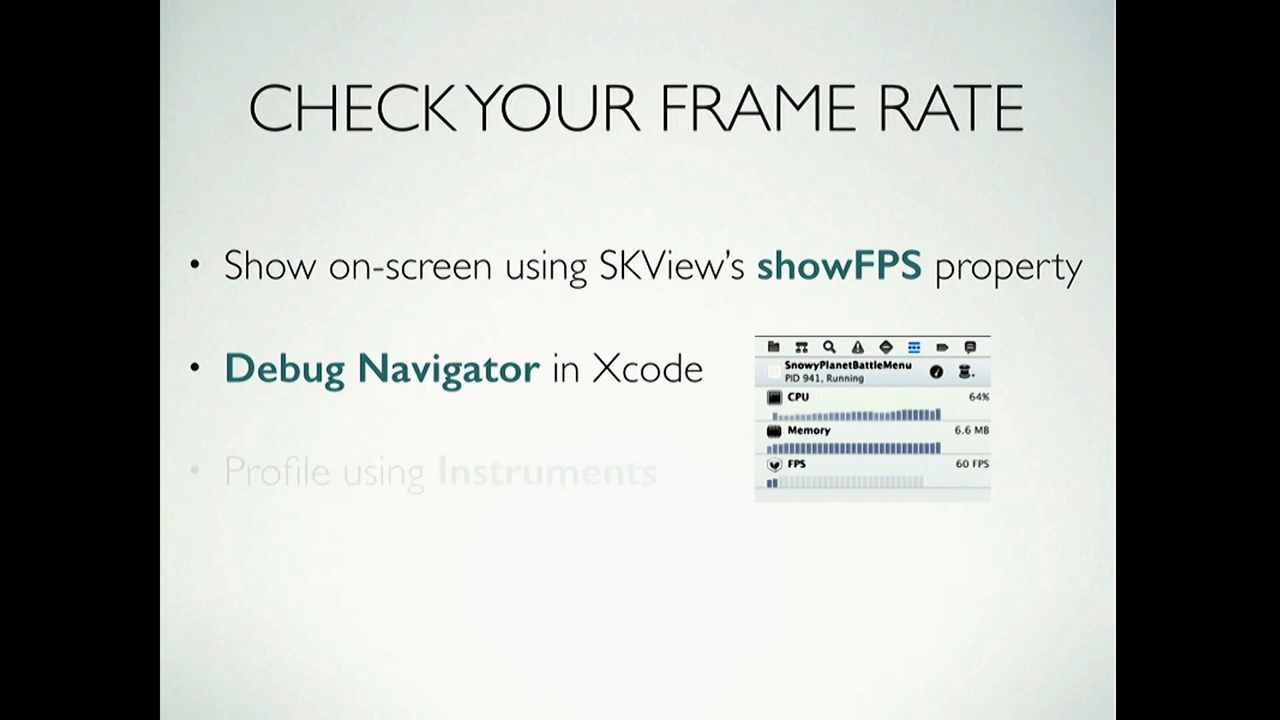 CHECK YOUR FRAME RATE
• Show on-screen using SKView’s showFPS property
• Debug Navigator in Xcode
SnowyPlanetBattleMenu
PID 941, Running
CPU 64%
Memory 6.6 MB
FPS 60 FPS
• Profile using Instruments